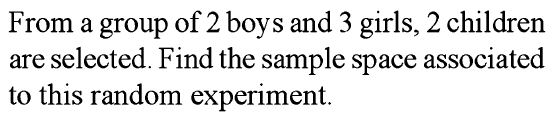 From a group of 2 boys and 3 girls, 2 children
are selected. Find the sample space associated
to this random experiment.